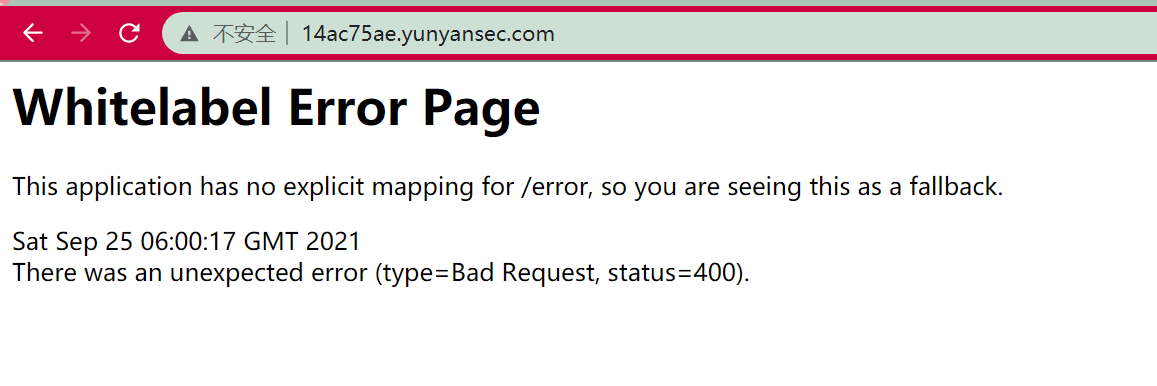 不安全 14ac75ae.yunyansec.com
Whitelabel Error Page
This application has no explicit mapping for /error, so you are seeing this as a fallback.
Sat Sep 25 06:00:17 GMT 2021
There was an unexpected error (type=Bad Request, status=400).